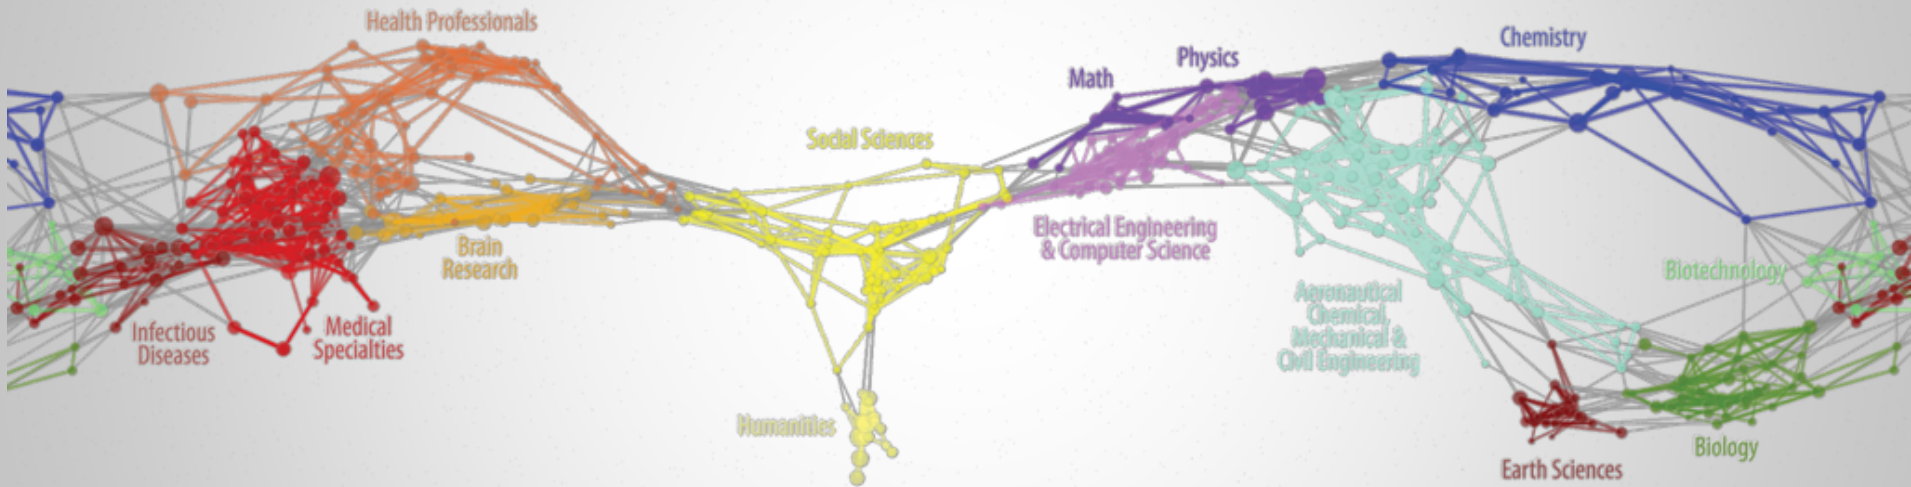 Health Professionals
Brain
Research
Infectious
Diseases
Medical
Specialties
Social Sciences
Humanities
Math
Physics
Electrical Engineering
& Computer Science
Chemistry
Aeronautical
Chemical,
Mechanical &
Civil Engineering
Biotechnology
Earth Sciences
Biology